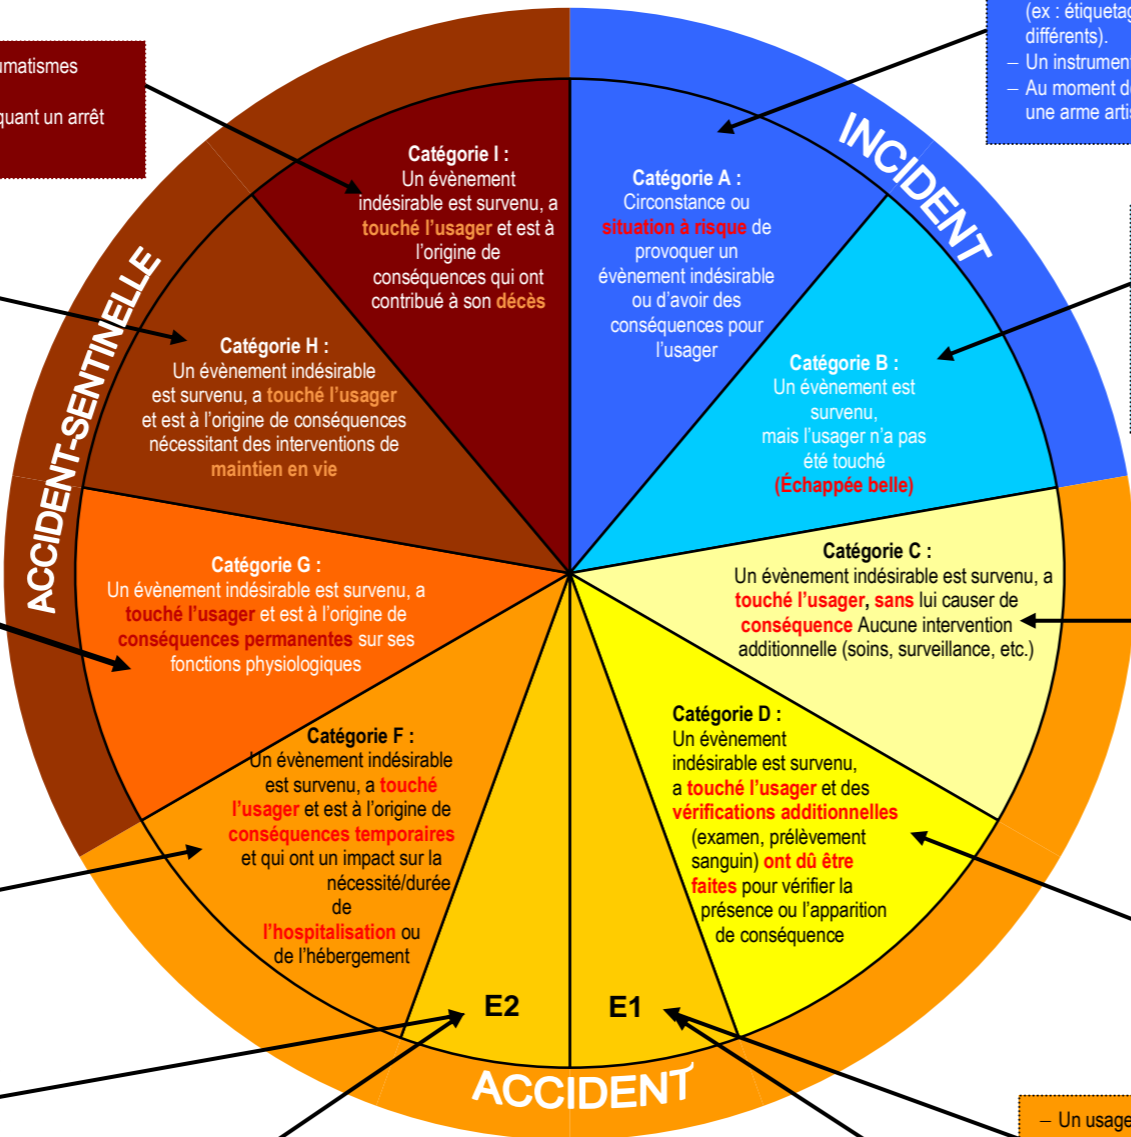 (ex : étiquetag
différents).
– Un instrument
– Au moment de
une arme artis
umatismes
quant un arrêt
INCIDENT
ACCIDENT-SENTINELLE
ACCIDENT
Catégorie I :
Un évènement
indésirable est survenu, a
touché l’usager et est à
l’origine de
conséquences qui ont
contribué à son décès
Catégorie A :
Circonstance ou
situation à risque de
provoquer un
évènement indésirable
ou d’avoir des
conséquences pour
l’usager
Catégorie H :
Un évènement indésirable
est survenu, a touché l’usager
et est à l’origine de conséquences
nécessitant des interventions de
maintien en vie
Catégorie B :
Un évènement est
survenu,
mais l’usager n’a pas
été touché
(Échappée belle)
Catégorie G :
Un évènement indésirable est survenu, a
touché l’usager et est à l’origine de
conséquences permanentes sur ses
fonctions physiologiques
Catégorie C :
Un évènement indésirable est survenu, a
touché l’usager, sans lui causer de
conséquence Aucune intervention
additionnelle (soins, surveillance, etc.)
Catégorie F :
Un évènement indésirable
est survenu, a touché
l’usager et est à l’origine de
conséquences temporaires
et qui ont un impact sur la
nécessité/durée
de
l’hospitalisation ou
de l’hébergement
Catégorie D :
Un évènement
indésirable est survenu,
a touché l’usager et des
vérifications additionnelles
(examen, prélèvement
sanguin) ont dû être
faites pour vérifier la
présence ou l’apparition
de conséquence
E2
E1
– Un usage